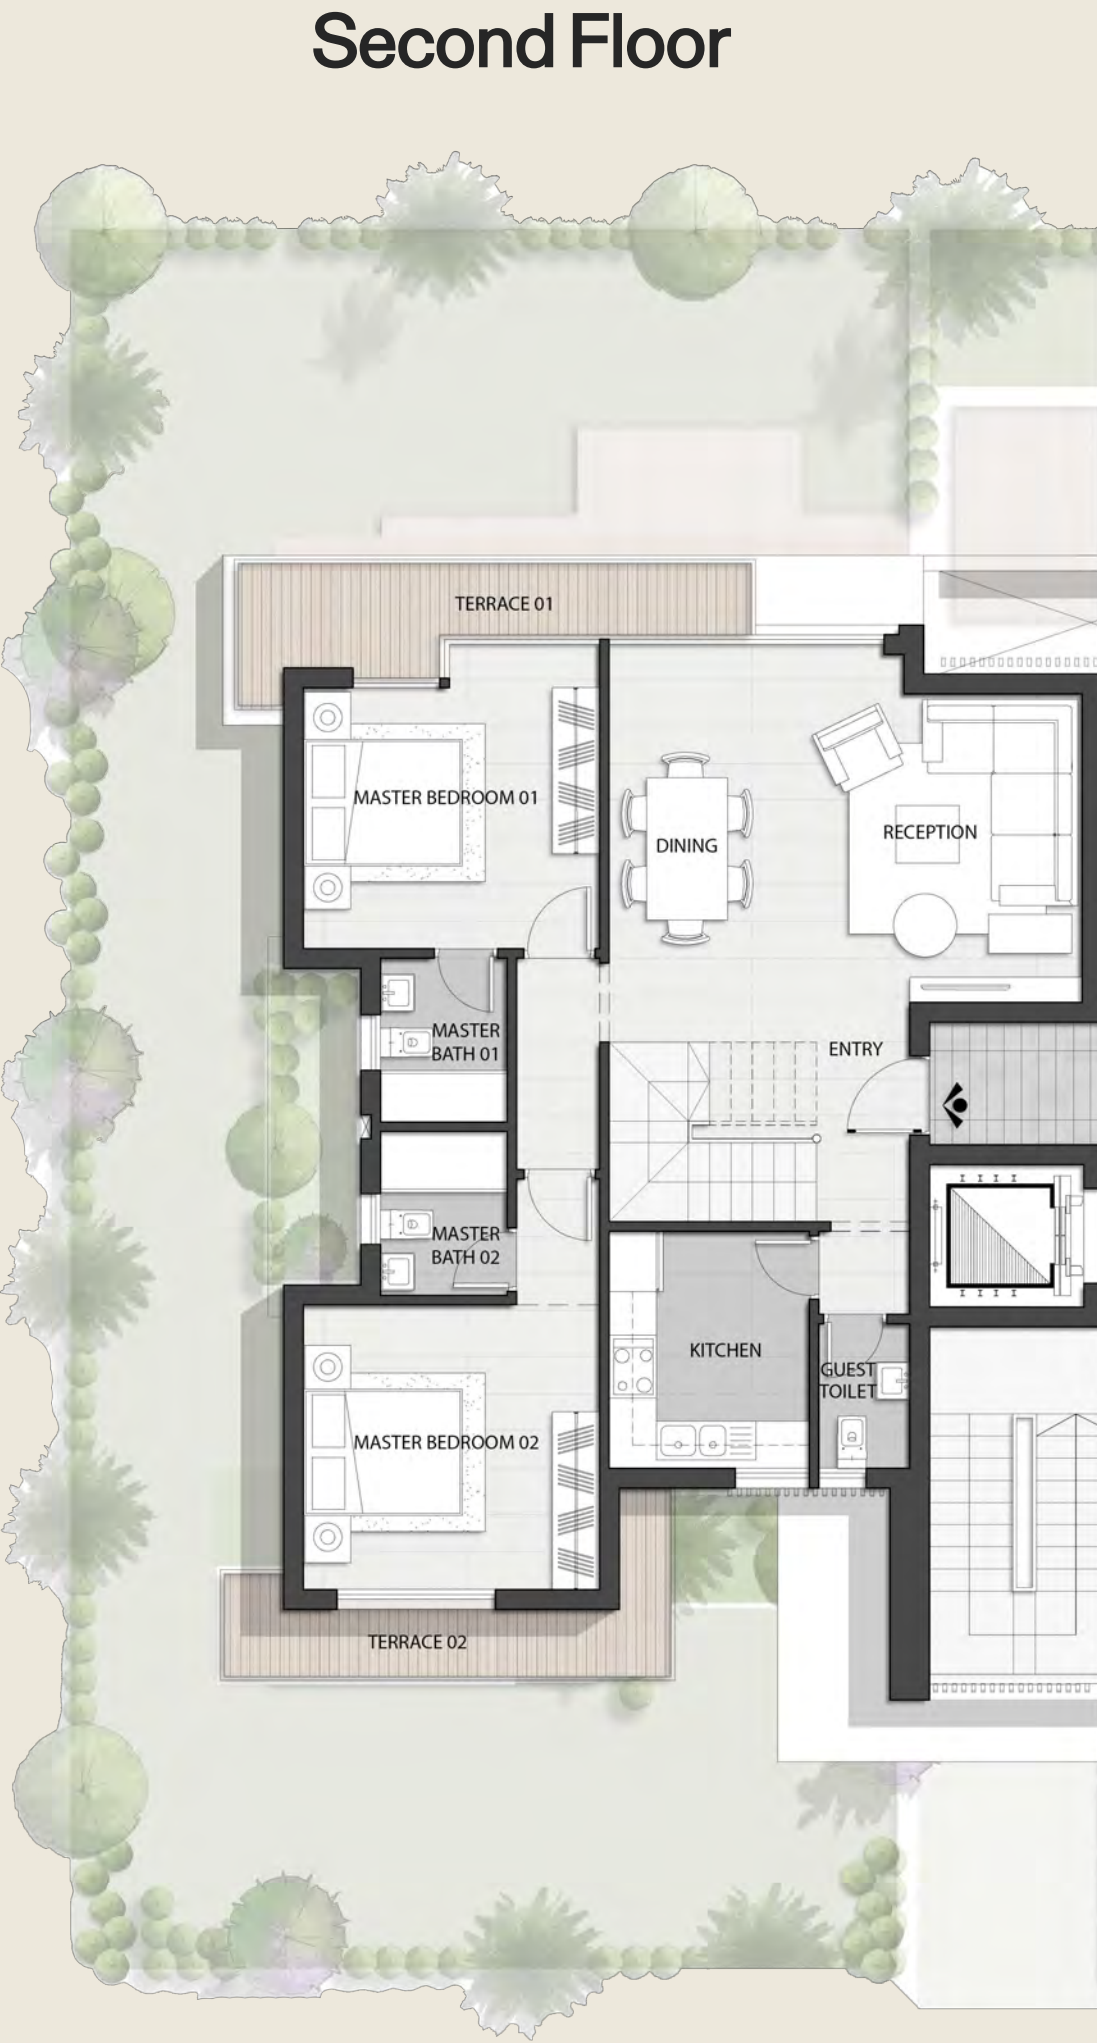 Second Floor
TERRACE 01
MASTER BEDROOM 01
DINING
RECEPTION
MASTER
BATH 01
ENTRY
MASTER
BATH 02
KITCHEN
GUEST
TOILET
MASTER BEDROOM 02
TERRACE 02